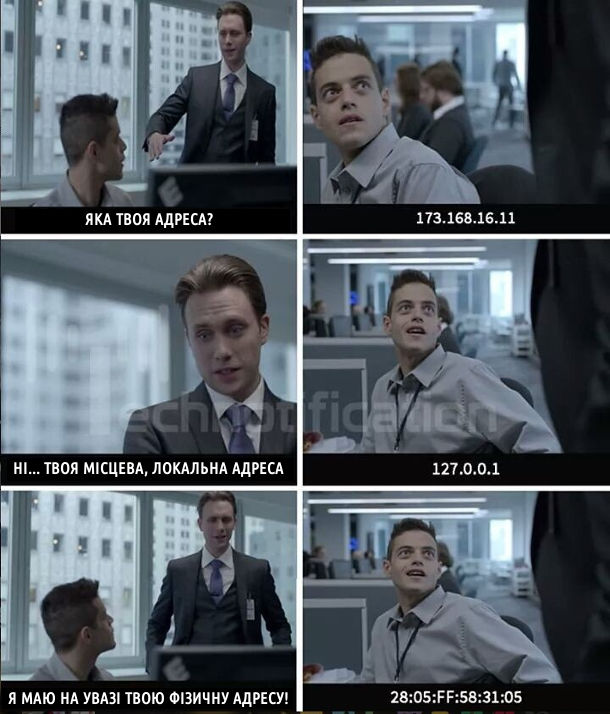 ЯКА ТВОЯ АДРЕСА?
173.168.16.11
Technotification
НІ... ТВОЯ МІСЦЕВА, ЛОКАЛЬНА АДРЕСА
127.0.0.1
Я МАЮ НА УВАЗІ ТВОЮ ФІЗИЧНУ АДРЕСУ!
28:05:FF:58:31:05